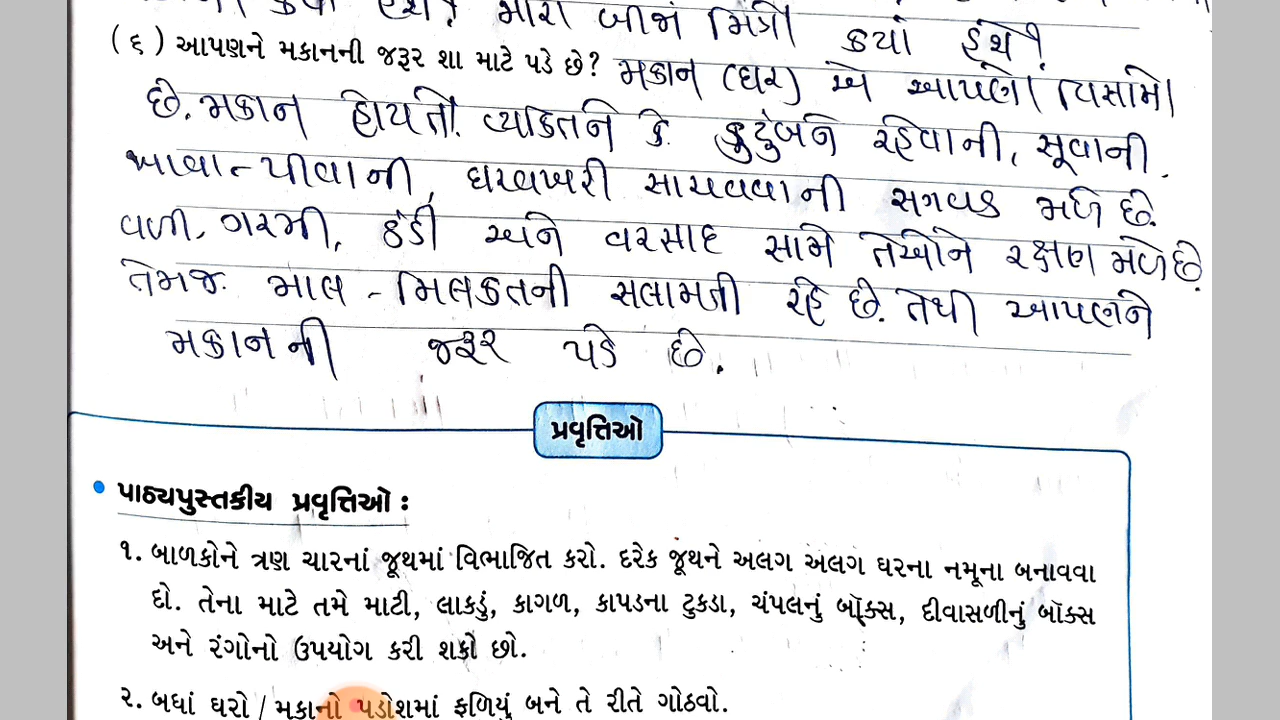 મારા બીજા મિત્રો કયાં હશે?
(૬) આપણને મકાનની જરૂર શા માટે પડે છે? મકાન (ઘર) એ આપણો વિસામો
છે. મકાન હોય તો વ્યકિતને કે કુટુંબને રહેવાની, સૂવાની
ખાવા-પીવાની, ઘરવખરી સાચવવાની સગવડ મળે છે.
વળી, ગરમી, ઠંડી અને વરસાદ સામે તેઓને રક્ષણ મળે છે.
તેમજ માલ-મિલકતની સલામતી રહે છે. તેથી આપણને
મકાનની જરૂર પડે છે.
પ્રવૃત્તિઓ
• પાઠ્યપુસ્તકીય પ્રવૃત્તિઓ :
૧. બાળકોને ત્રણ ચારનાં જૂથમાં વિભાજિત કરો. દરેક જૂથને અલગ અલગ ઘરના નમૂના બનાવવા
દો. તેના માટે તમે માટી, લાકડું, કાગળ, કાપડના ટુકડા, ચંપલનું બૉક્સ, દીવાસળીનું બૉક્સ
અને રંગોનો ઉપયોગ કરી શકો છો.
૨. બધાં ઘરો / મકાનો પડોશમાં ફળિયું બને તે રીતે ગોઠવો.